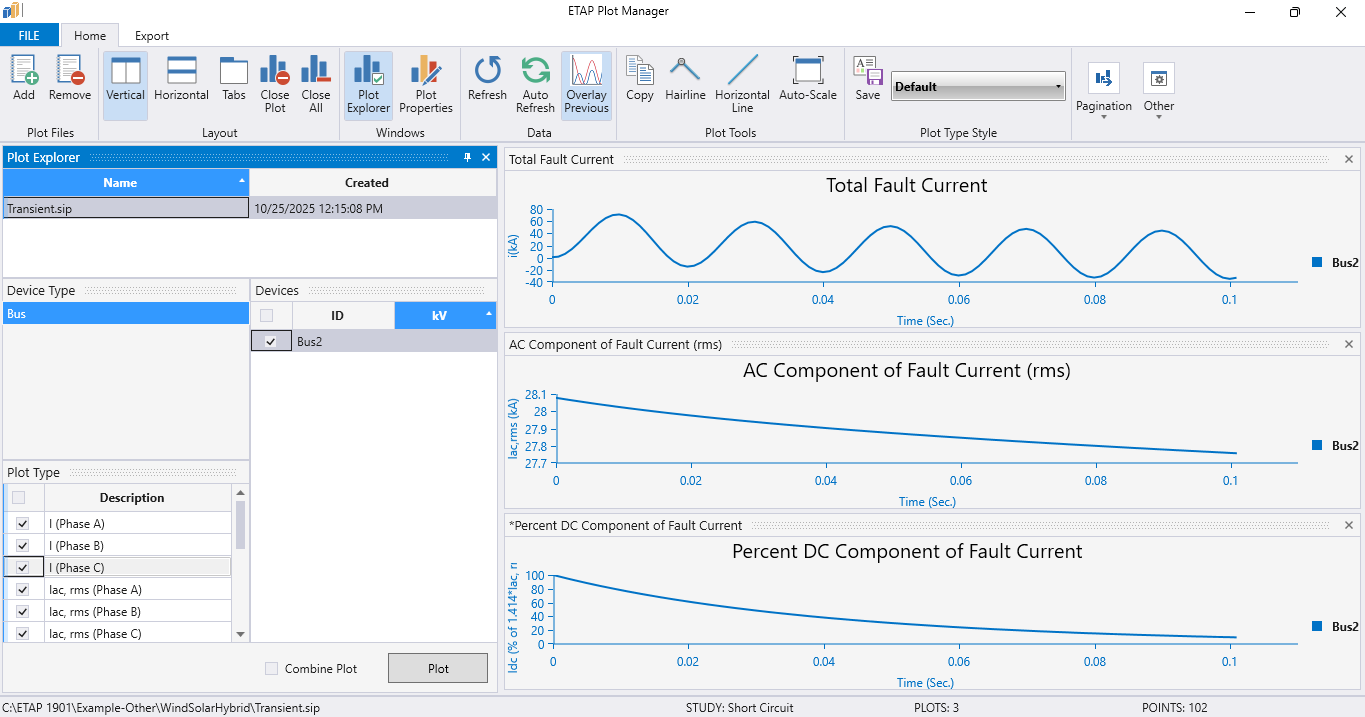 ETAP Plot Manager
FILE Home Export
Add Remove Vertical Horizontal Tabs Close Plot Close All Plot Explorer Plot Properties Refresh Auto Refresh Overlay Previous Copy Hairline Horizontal Line Auto-Scale Save Default Pagination Other
Plot Files Layout Windows Data Plot Tools Plot Type Style
Plot Explorer
Name Created
Transient.sip 10/25/2025 12:15:08 PM
Device Type
Bus
Devices
ID kV
Bus2
Plot Type
Description
I (Phase A)
I (Phase B)
I (Phase C)
Iac, rms (Phase A)
Iac, rms (Phase B)
Iac, rms (Phase C)
Combine Plot Plot
Total Fault Current
Total Fault Current
i(kA)
80
60
40
20
0
-20
-40
0 0.02 0.04 0.06 0.08 0.1
Time (Sec.)
Bus2
AC Component of Fault Current (rms)
AC Component of Fault Current (rms)
Iac,rms (kA)
28.1
28
27.9
27.8
27.7
0 0.02 0.04 0.06 0.08 0.1
Time (Sec.)
Bus2
*Percent DC Component of Fault Current
Percent DC Component of Fault Current
Idc (% of 1.414*Iac,
100
80
60
40
20
0
0 0.02 0.04 0.06 0.08 0.1
Time (Sec.)
Bus2
C:\ETAP 1901\Example-Other\WindSolarHybrid\Transient.sip STUDY: Short Circuit PLOTS: 3 POINTS: 102